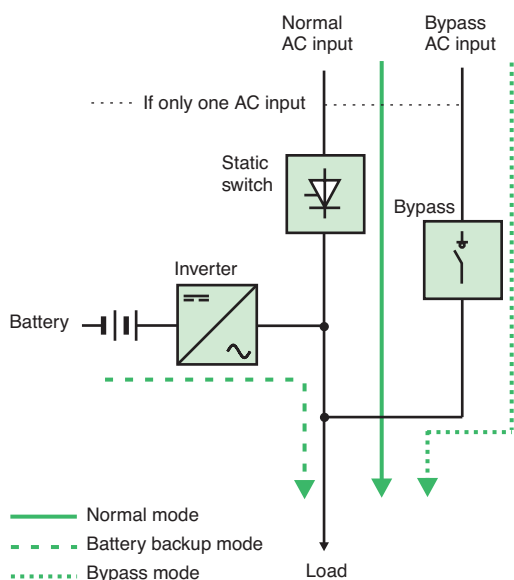 Normal
AC input
Bypass
AC input
If only one AC input
Static
switch
Bypass
Inverter
Battery
Normal mode
Battery backup mode
Bypass mode
Load